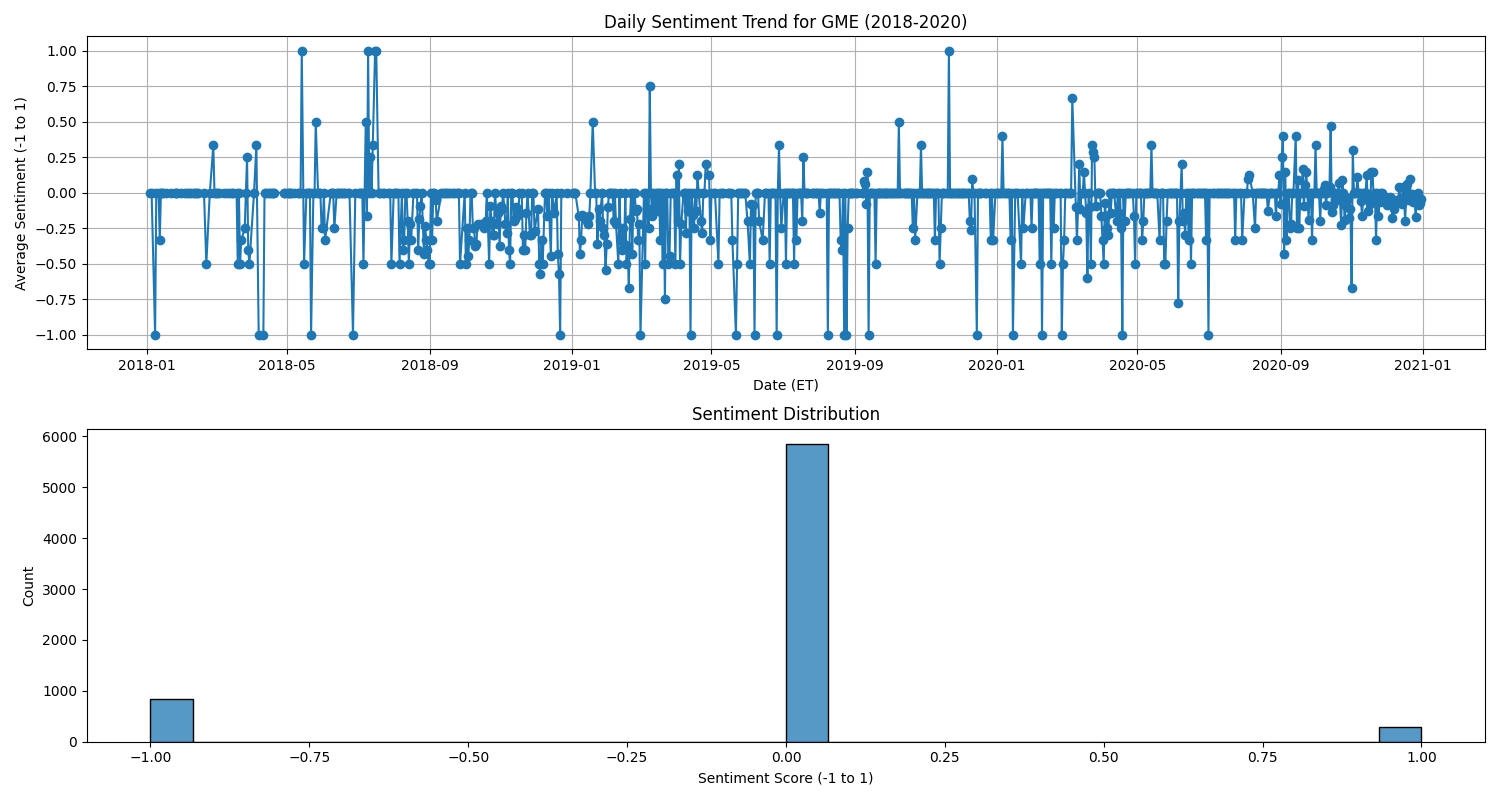 Daily Sentiment Trend for GME (2018-2020)
1.00
0.75
0.50
0.25
0.00
−0.25
−0.50
−0.75
−1.00
Average Sentiment (-1 to 1)
2018-01 2018-05 2018-09 2019-01 2019-05 2019-09 2020-01 2020-05 2020-09 2021-01
Date (ET)
Sentiment Distribution
6000
5000
4000
3000
2000
1000
0
Count
−1.00 −0.75 −0.50 −0.25 0.00 0.25 0.50 0.75 1.00
Sentiment Score (-1 to 1)